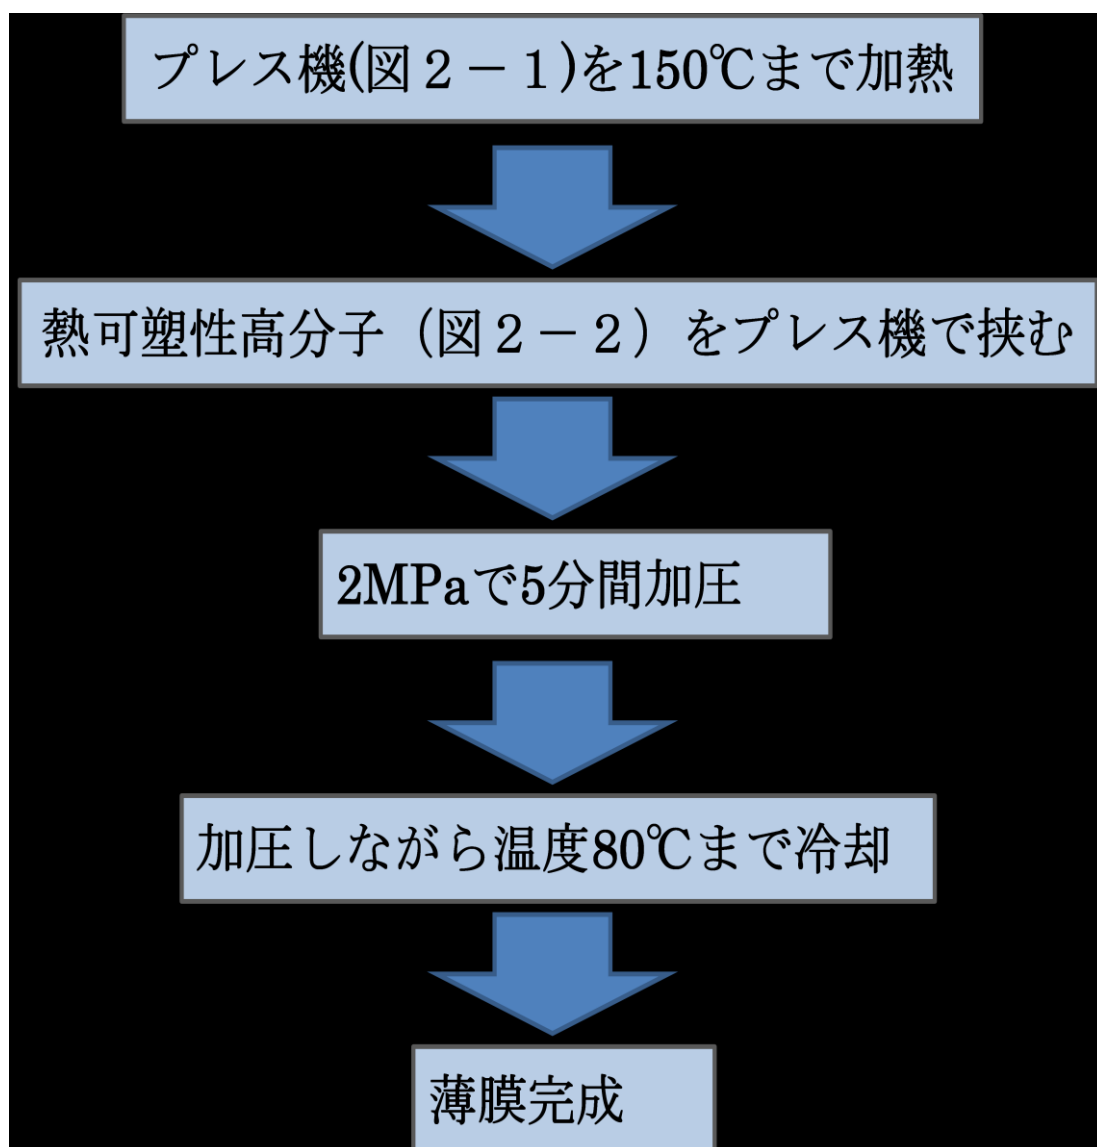 プレス機(図２－１)を150℃まで加熱
熱可塑性高分子（図２－２）をプレス機で挟む
2MPaで5分間加圧
加圧しながら温度80℃まで冷却
薄膜完成